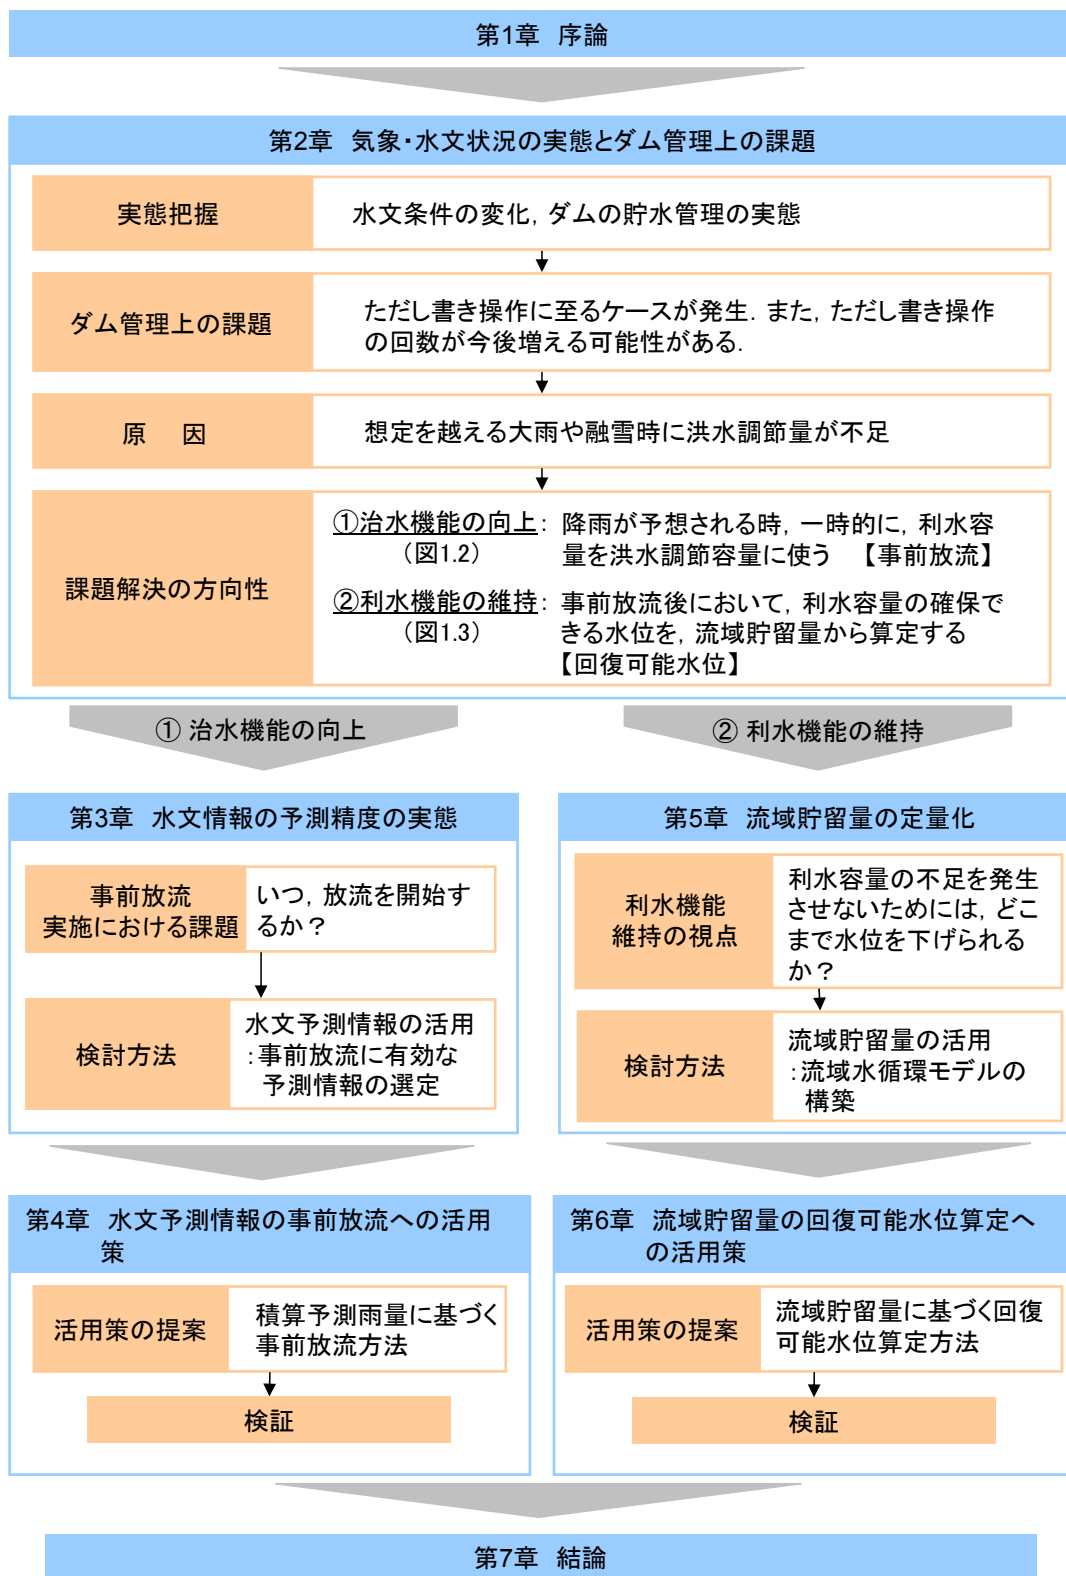 第1章 序論
第2章 気象・水文状況の実態とダム管理上の課題
実態把握
水文条件の変化，ダムの貯水管理の実態
ダム管理上の課題
ただし書き操作に至るケースが発生．また，ただし書き操作
の回数が今後増える可能性がある．
原 因
想定を越える大雨や融雪時に洪水調節量が不足
課題解決の方向性
①治水機能の向上： 降雨が予想される時，一時的に，利水容
（図1.2） 量を洪水調節容量に使う 【事前放流】
②利水機能の維持： 事前放流後において，利水容量の確保で
（図1.3） きる水位を，流域貯留量から算定する
【回復可能水位】
① 治水機能の向上
② 利水機能の維持
第3章 水文情報の予測精度の実態
事前放流
実施における課題
いつ，放流を開始す
るか？
検討方法
水文予測情報の活用
：事前放流に有効な
予測情報の選定
第5章 流域貯留量の定量化
利水機能
維持の視点
利水容量の不足を発生
させないためには，どこ
まで水位を下げられる
か？
検討方法
流域貯留量の活用
：流域水循環モデルの
構築
第4章 水文予測情報の事前放流への活用
策
活用策の提案
積算予測雨量に基づく
事前放流方法
検証
第6章 流域貯留量の回復可能水位算定へ
の活用策
活用策の提案
流域貯留量に基づく回復
可能水位算定方法
検証
第7章 結論